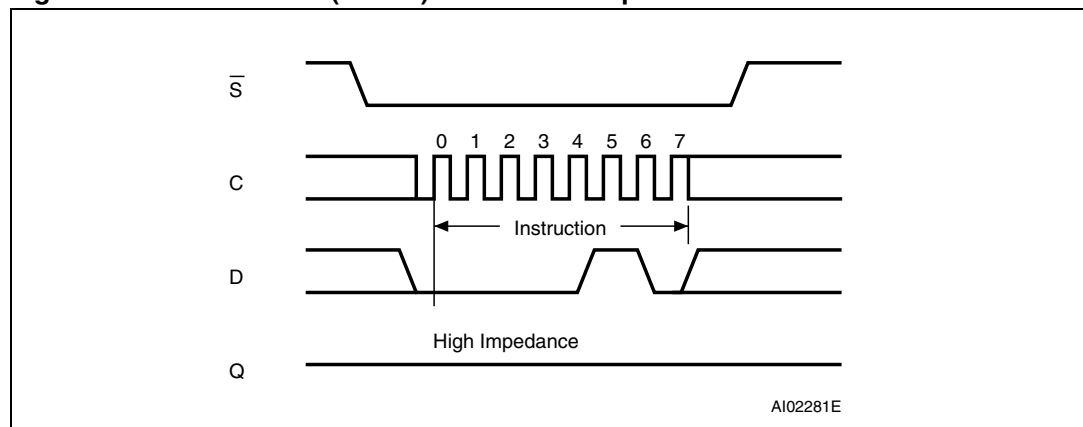 S̅
0 1 2 3 4 5 6 7
C
Instruction
D
High Impedance
Q
AI02281E